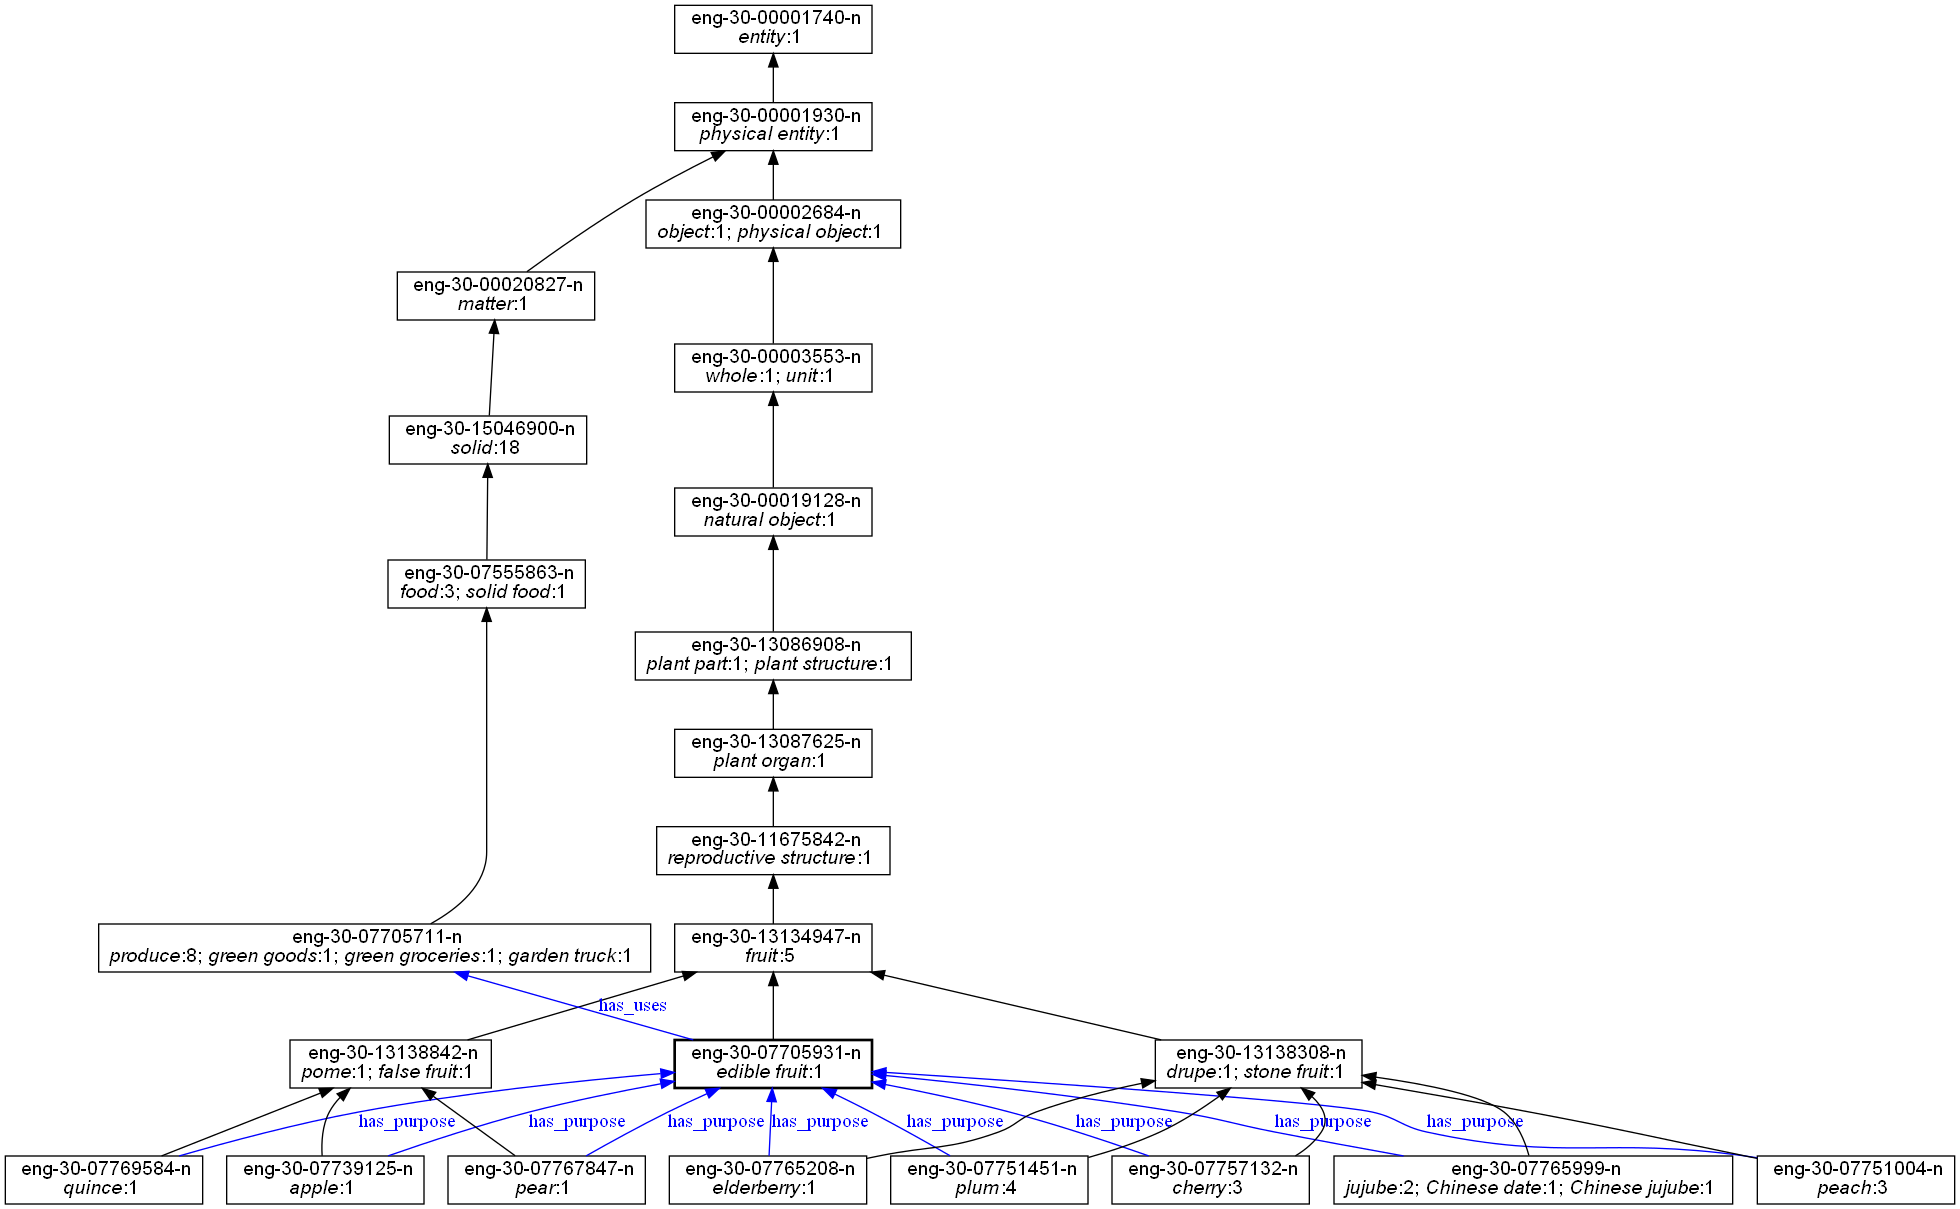 eng-30-00001740-n
entity:1
eng-30-00001930-n
physical entity:1
eng-30-00002684-n
object:1; physical object:1
eng-30-00020827-n
matter:1
eng-30-00003553-n
whole:1; unit:1
eng-30-15046900-n
solid:18
eng-30-00019128-n
natural object:1
eng-30-07555863-n
food:3; solid food:1
eng-30-13086908-n
plant part:1; plant structure:1
eng-30-13087625-n
plant organ:1
eng-30-11675842-n
reproductive structure:1
eng-30-07705711-n
produce:8; green goods:1; green groceries:1; garden truck:1
eng-30-13134947-n
fruit:5
has_uses
eng-30-13138842-n
pome:1; false fruit:1
eng-30-07705931-n
edible fruit:1
eng-30-13138308-n
drupe:1; stone fruit:1
has_purpose
has_purpose
has_purpose
has_purpose
has_purpose
has_purpose
has_purpose
has_purpose
eng-30-07769584-n
quince:1
eng-30-07739125-n
apple:1
eng-30-07767847-n
pear:1
eng-30-07765208-n
elderberry:1
eng-30-07751451-n
plum:4
eng-30-07757132-n
cherry:3
eng-30-07765999-n
jujube:2; Chinese date:1; Chinese jujube:1
eng-30-07751004-n
peach:3